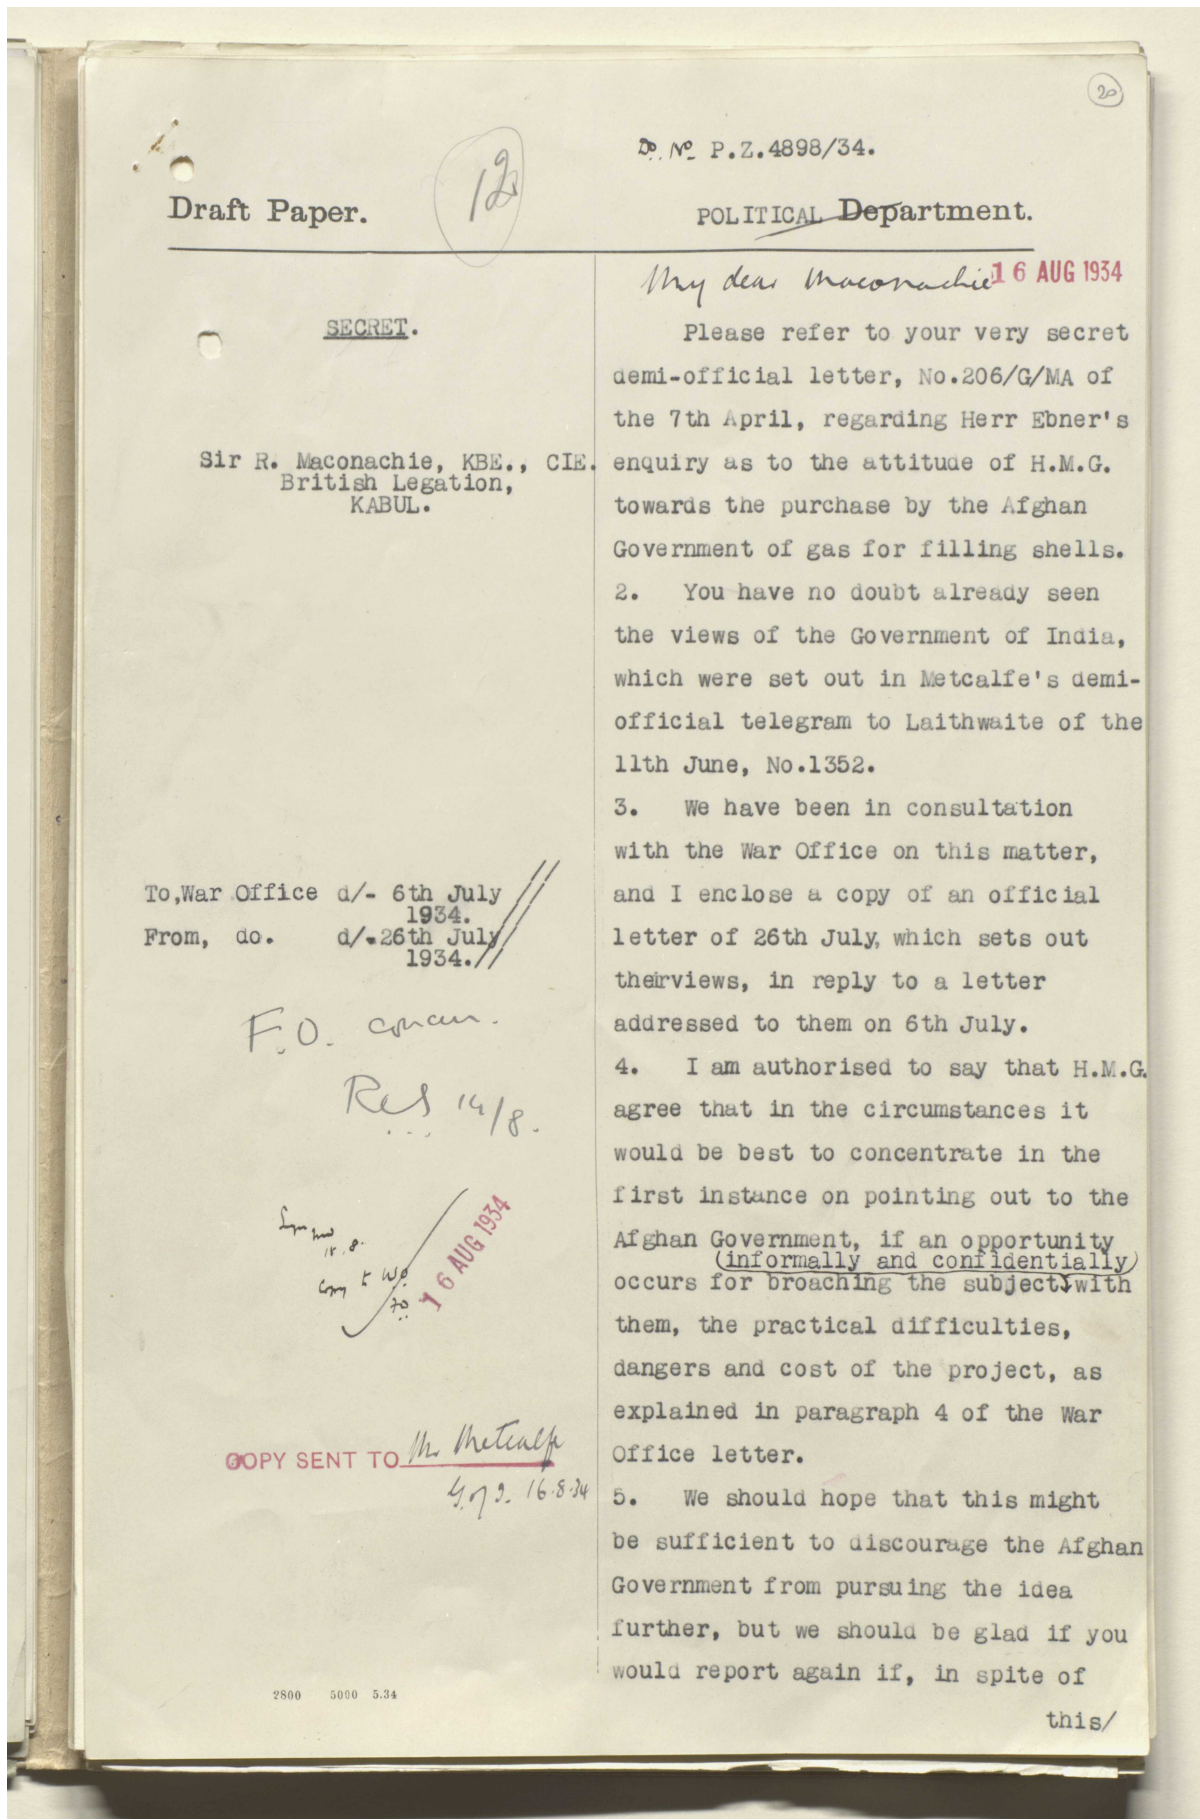 20
Do. No. P.Z.4898/34.
12
Draft Paper.
POLITICAL Department.
My dear Maconachie
16 AUG 1934
SECRET.
Sir R. Maconachie, KBE., CIE.
British Legation,
KABUL.
To,War Office d/- 6th July
1934.
From, do. d/-26th July
1934.
F.O. concur.
14/8.
15.8.
Copy to W.O.
F.O.
16 AUG 1934
COPY SENT TO Mr Metcalfe
G. of I. 16.8.34
Please refer to your very secret
demi-official letter, No.206/G/MA of
the 7th April, regarding Herr Ebner's
enquiry as to the attitude of H.M.G.
towards the purchase by the Afghan
Government of gas for filling shells.
2. You have no doubt already seen
the views of the Government of India,
which were set out in Metcalfe's demi-
official telegram to Laithwaite of the
11th June, No.1352.
3. We have been in consultation
with the War Office on this matter,
and I enclose a copy of an official
letter of 26th July, which sets out
their views, in reply to a letter
addressed to them on 6th July.
4. I am authorised to say that H.M.G.
agree that in the circumstances it
would be best to concentrate in the
first instance on pointing out to the
Afghan Government, if an opportunity
(informally and confidentially)
occurs for broaching the subject with
them, the practical difficulties,
dangers and cost of the project, as
explained in paragraph 4 of the War
Office letter.
5. We should hope that this might
be sufficient to discourage the Afghan
Government from pursuing the idea
further, but we should be glad if you
would report again if, in spite of
this/
2800 5000 5.34